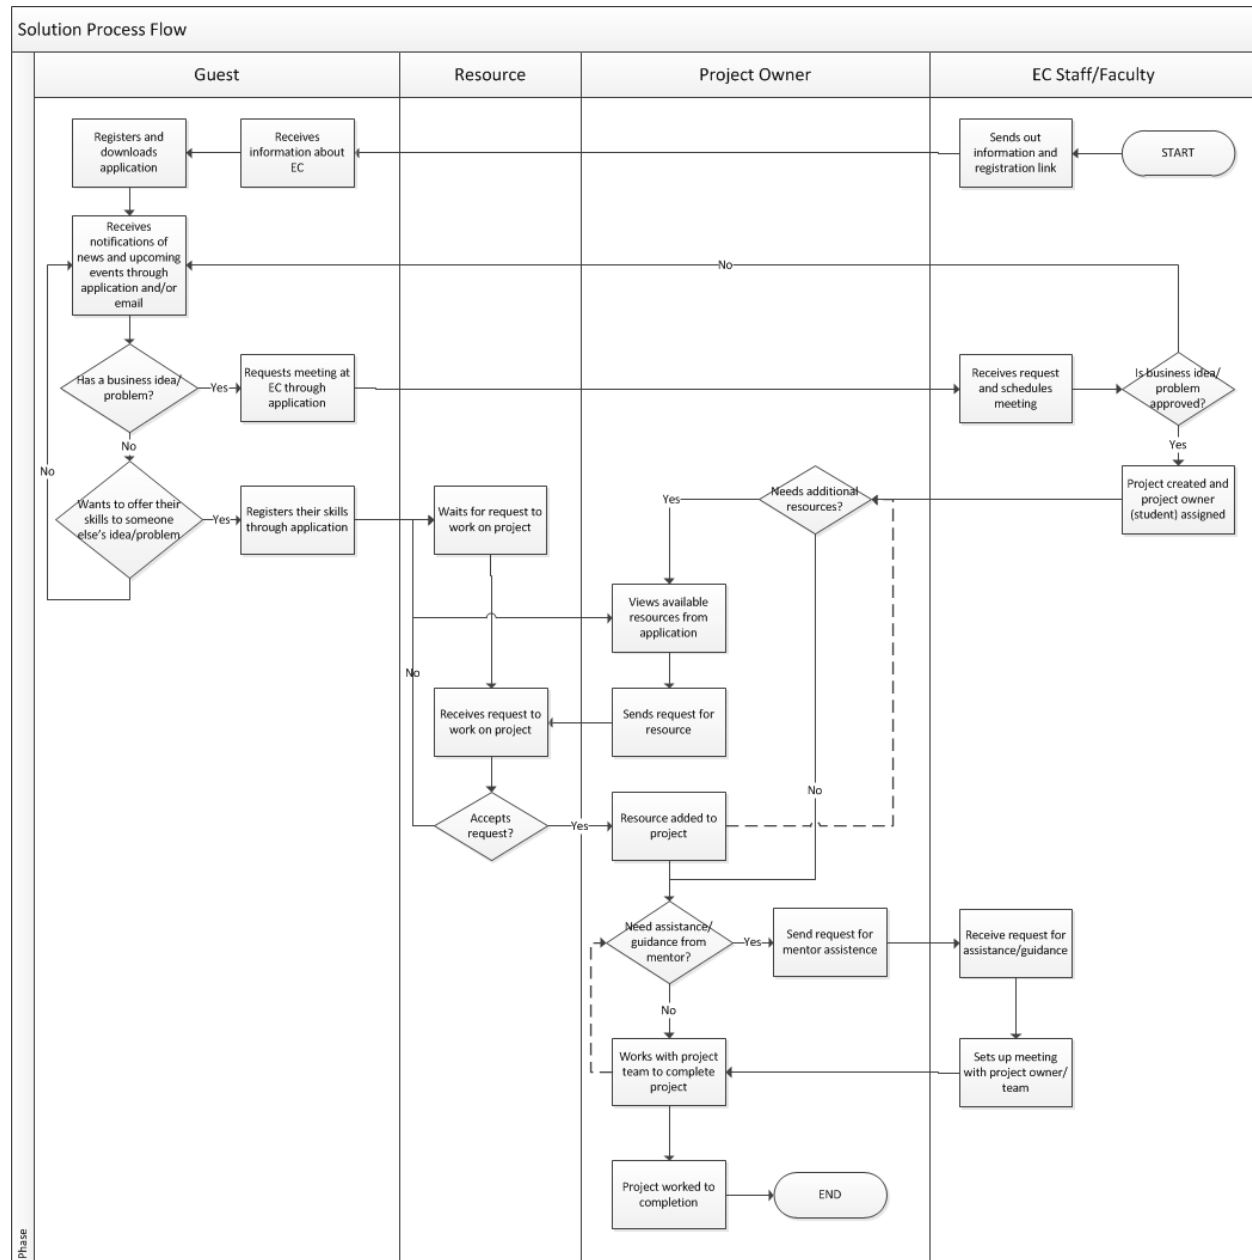 Solution Process Flow
Guest
Resource
Project Owner
EC Staff/Faculty
Registers and
downloads
application
Receives
information about
EC
Sends out
information and
registration link
START
Receives
notifications of
news and upcoming
events through
application and/or
email
No
Has a business idea/
problem?
Yes
Requests meeting at
EC through
application
Receives request
and schedules
meeting
Is business idea/
problem
approved?
No
Yes
No
Wants to offer their
skills to someone
else's idea/problem
Yes
Registers their skills
through application
Waits for request to
work on project
Yes
Needs additional
resources?
Project created and
project owner
(student) assigned
Views available
resources from
application
No
Receives request to
work on project
Sends request for
resource
No
Accepts
request?
Yes
Resource added to
project
Need assistance/
guidance from
mentor?
Yes
Send request for
mentor assistence
Receive request for
assistance/guidance
No
Works with project
team to complete
project
Sets up meeting
with project owner/
team
Project worked to
completion
END
Phase